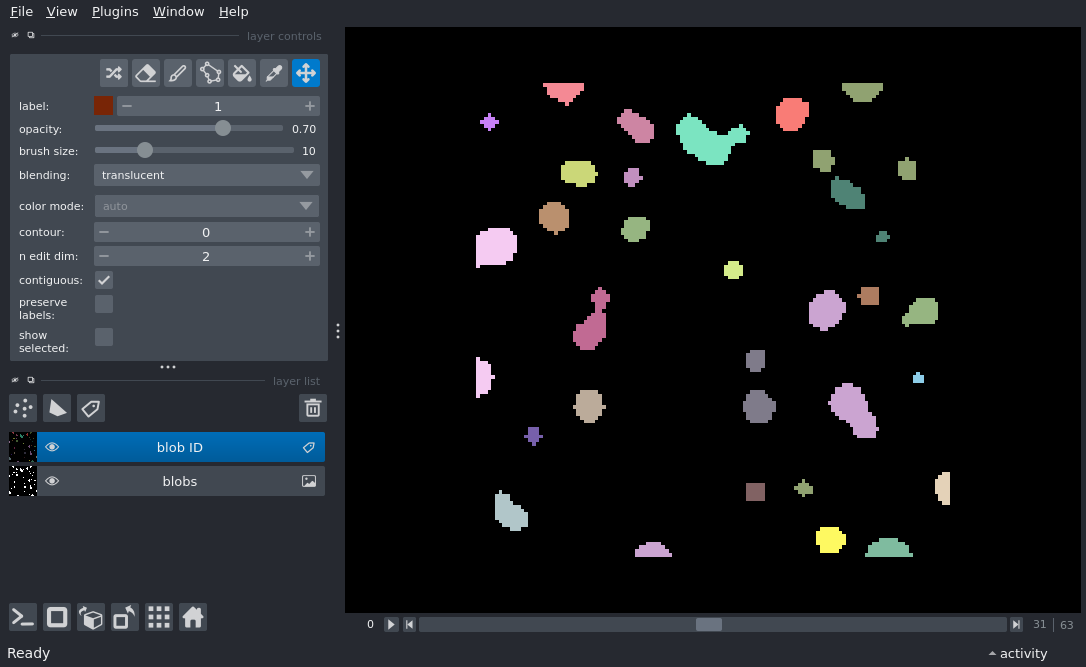 File View Plugins Window Help
layer controls
label: 1
opacity: 0.70
brush size: 10
blending: translucent
color mode: auto
contour: 0
n edit dim: 2
contiguous:
preserve
labels:
show
selected:
layer list
blob ID
blobs
0 31 63
Ready activity